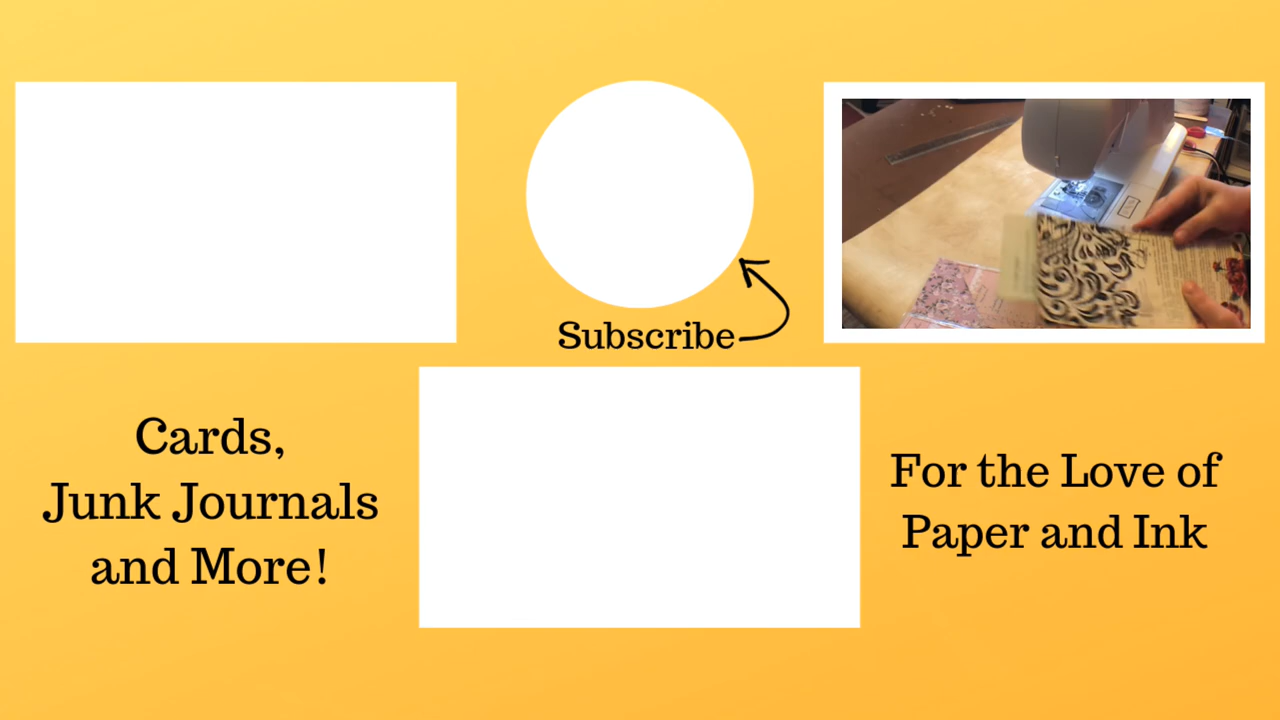 Subscribe
Cards,
Junk Journals
and More!
For the Love of
Paper and Ink